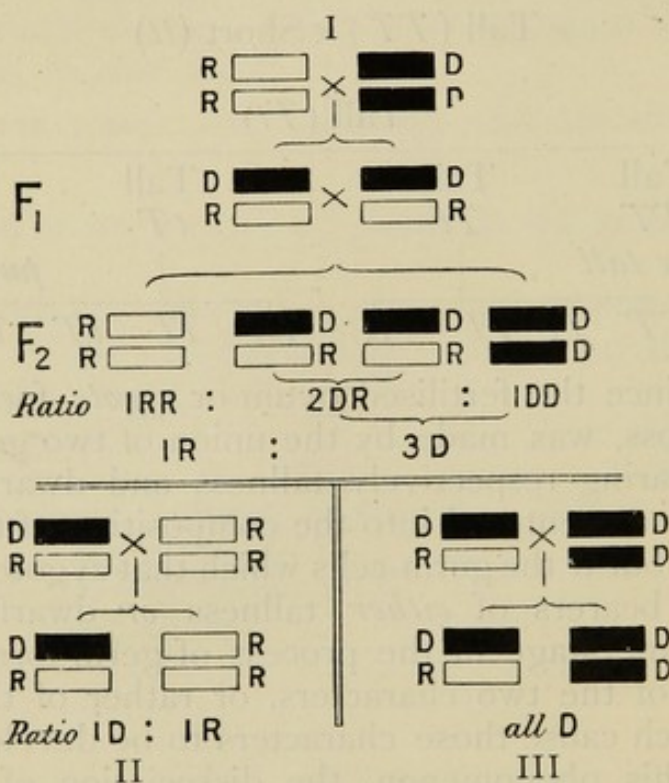 I
R D
R D
F₁ D D
R R
R D D D
F₂ R R R D
Ratio 1RR : 2DR : 1DD
1R : 3D
D R D D
R R R D
D R D D
R R R D
Ratio 1D : 1R all D
II III